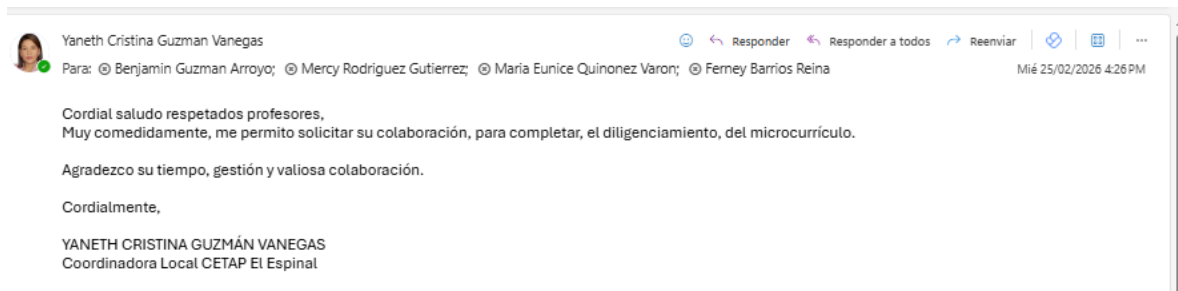 Yaneth Cristina Guzman Vanegas
Responder
Responder a todos
Reenviar
Para: Benjamin Guzman Arroyo; Mercy Rodriguez Gutierrez; Maria Eunice Quinonez Varon; Ferney Barrios Reina
Mié 25/02/2026 4:26 PM
Cordial saludo respetados profesores,
Muy comedidamente, me permito solicitar su colaboración, para completar, el diligenciamiento, del microcurrículo.
Agradezco su tiempo, gestión y valiosa colaboración.
Cordialmente,
YANETH CRISTINA GUZMÁN VANEGAS
Coordinadora Local CETAP El Espinal